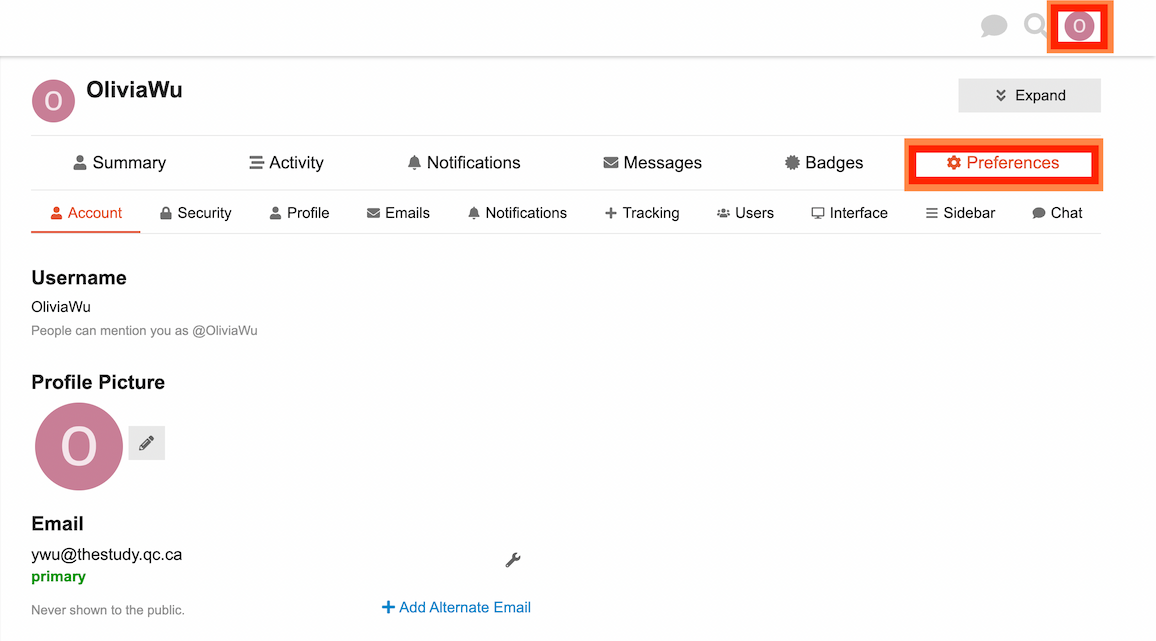 O
O OliviaWu
Expand
Summary Activity Notifications Messages Badges Preferences
Account Security Profile Emails Notifications Tracking Users Interface Sidebar Chat
Username
OliviaWu
People can mention you as @OliviaWu
Profile Picture
O
Email
ywu@thestudy.qc.ca
primary
Never shown to the public.
Add Alternate Email